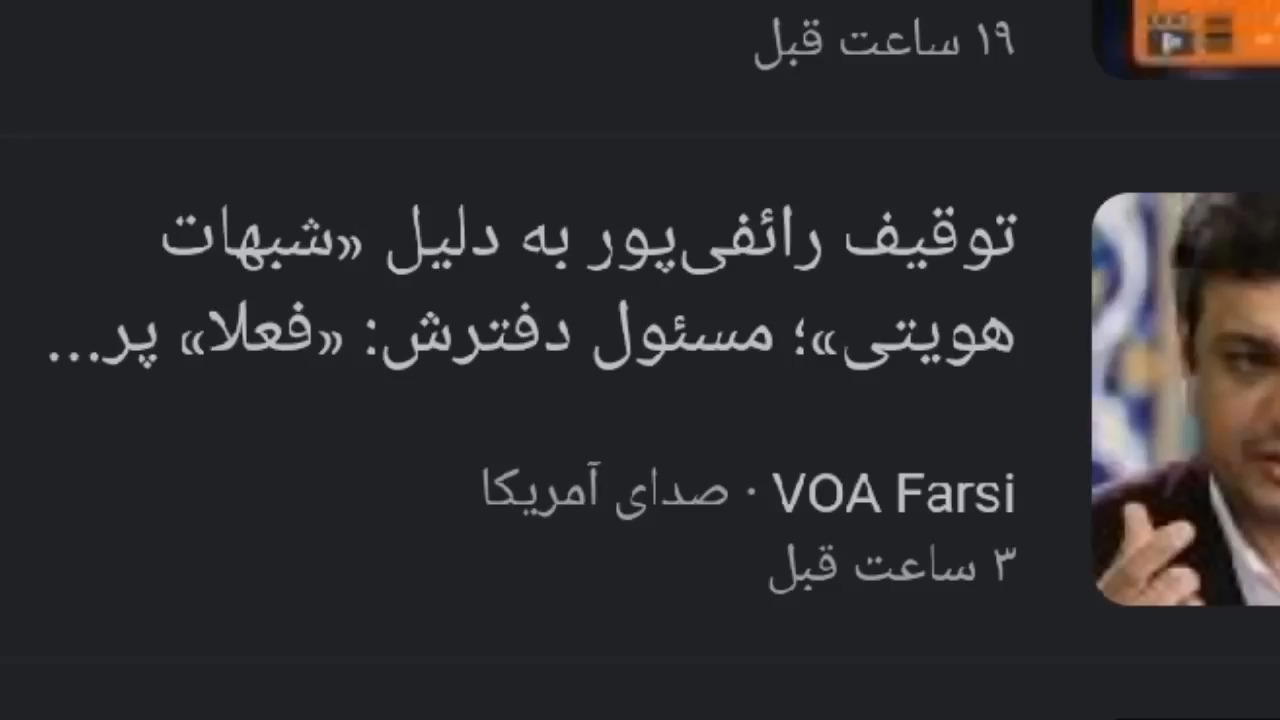 ۱۹ ساعت قبل
توقیف رائفی‌پور به دلیل «شبهات
هویتی»؛ مسئول دفترش: «فعلا» پر...
VOA Farsi · صدای آمریکا
۳ ساعت قبل